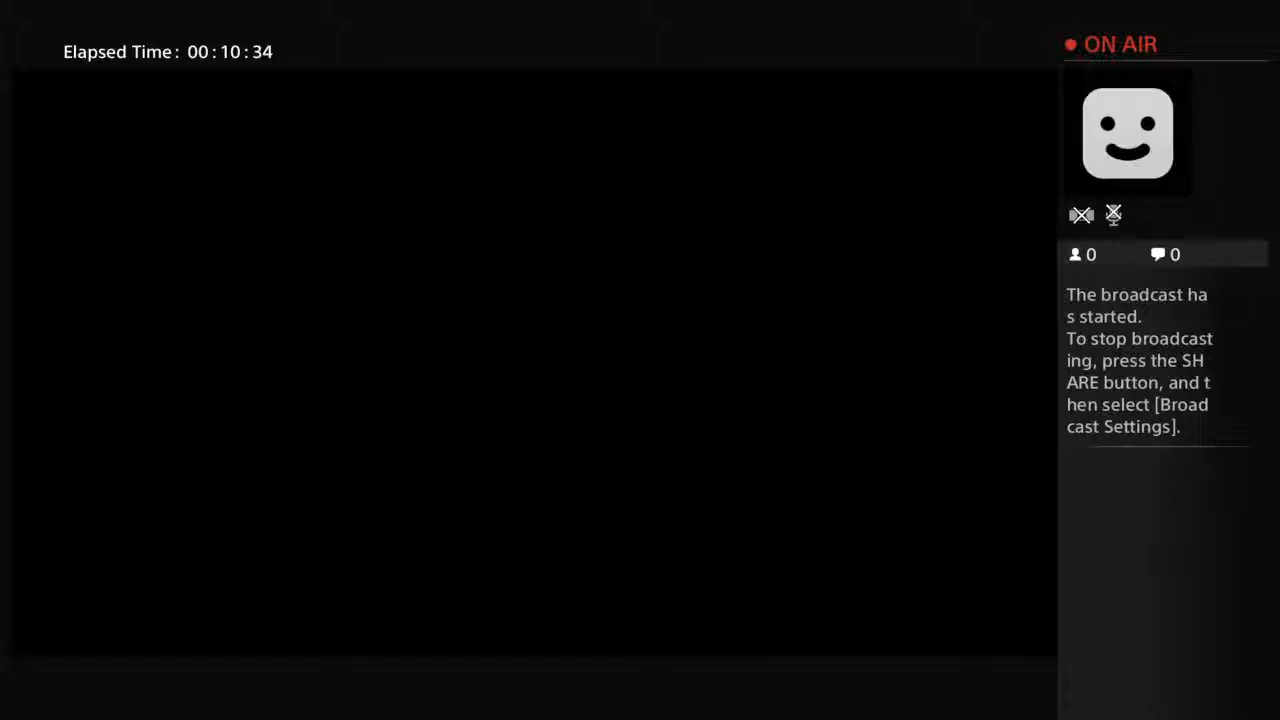 Elapsed Time: 00:10:34
ON AIR
0 0
The broadcast ha
s started.
To stop broadcast
ing, press the SH
ARE button, and t
hen select [Broad
cast Settings].